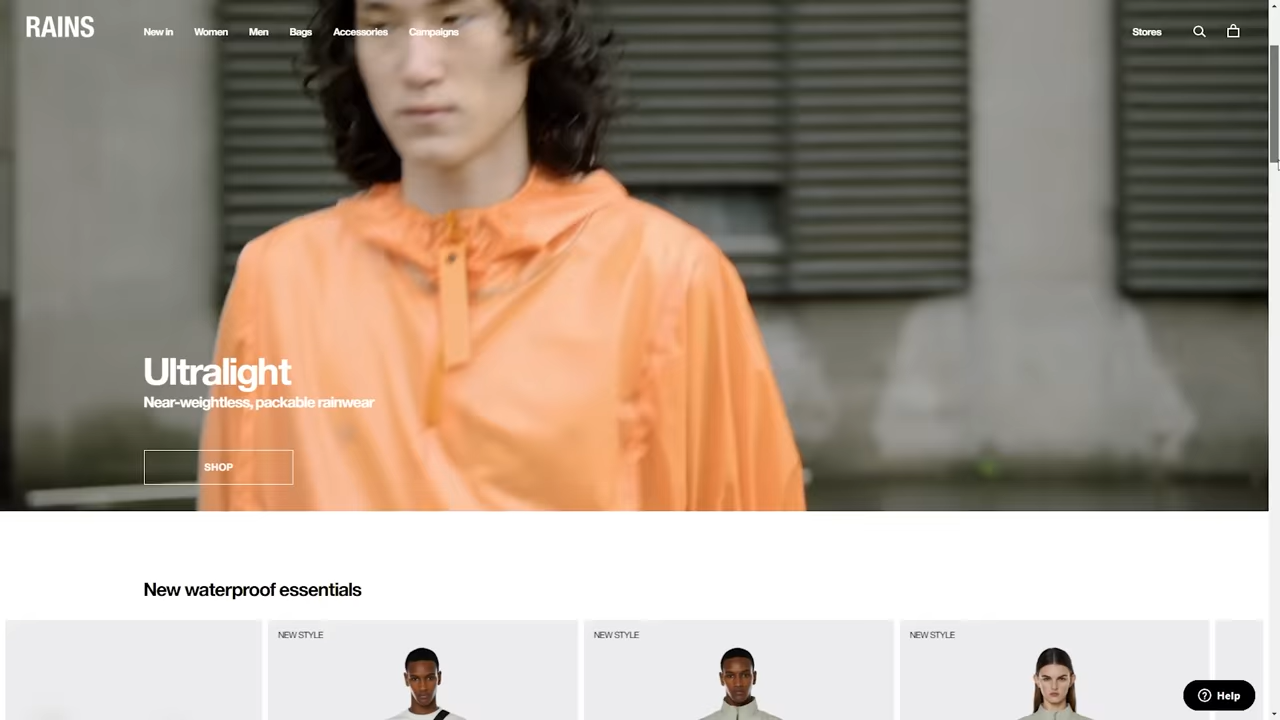 RAINS
New in
Women
Men
Bags
Accessories
Campaigns
Stores
Ultralight
Near-weightless, packable rainwear
SHOP
New waterproof essentials
NEW STYLE
NEW STYLE
NEW STYLE
Help